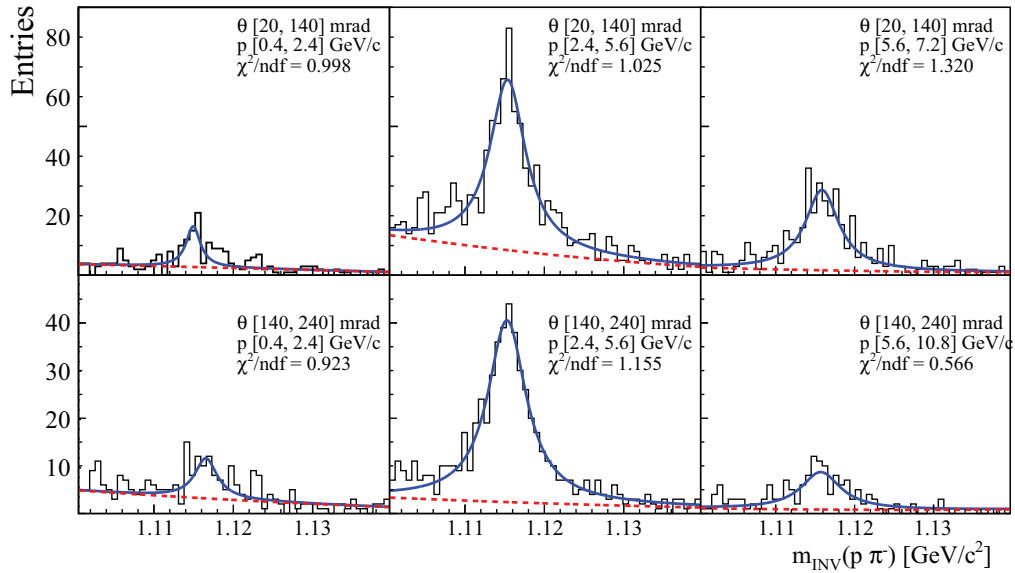 Entries
80
60
40
20
θ [20, 140] mrad
p [0.4, 2.4] GeV/c
χ²/ndf = 0.998
θ [20, 140] mrad
p [2.4, 5.6] GeV/c
χ²/ndf = 1.025
θ [20, 140] mrad
p [5.6, 7.2] GeV/c
χ²/ndf = 1.320
40
30
20
10
θ [140, 240] mrad
p [0.4, 2.4] GeV/c
χ²/ndf = 0.923
θ [140, 240] mrad
p [2.4, 5.6] GeV/c
χ²/ndf = 1.155
θ [140, 240] mrad
p [5.6, 10.8] GeV/c
χ²/ndf = 0.566
1.11 1.12 1.13 1.11 1.12 1.13 1.11 1.12 1.13
m_INV(p π⁻) [GeV/c²]